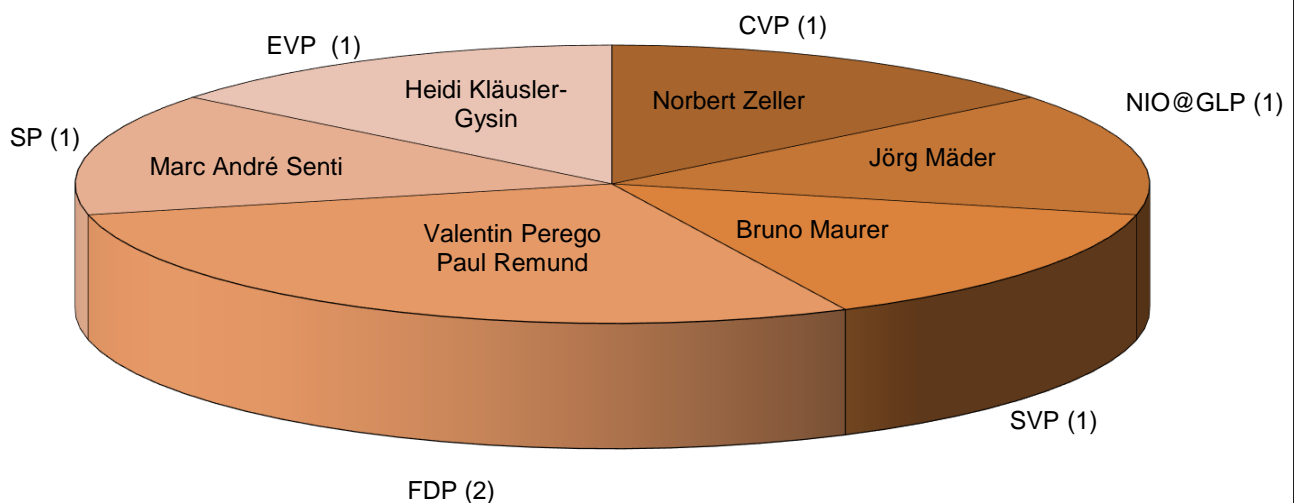 EVP (1)
CVP (1)
Heidi Kläusler-
Gysin
Norbert Zeller
NIO@GLP (1)
SP (1)
Marc André Senti
Jörg Mäder
Valentin Perego
Paul Remund
Bruno Maurer
SVP (1)
FDP (2)